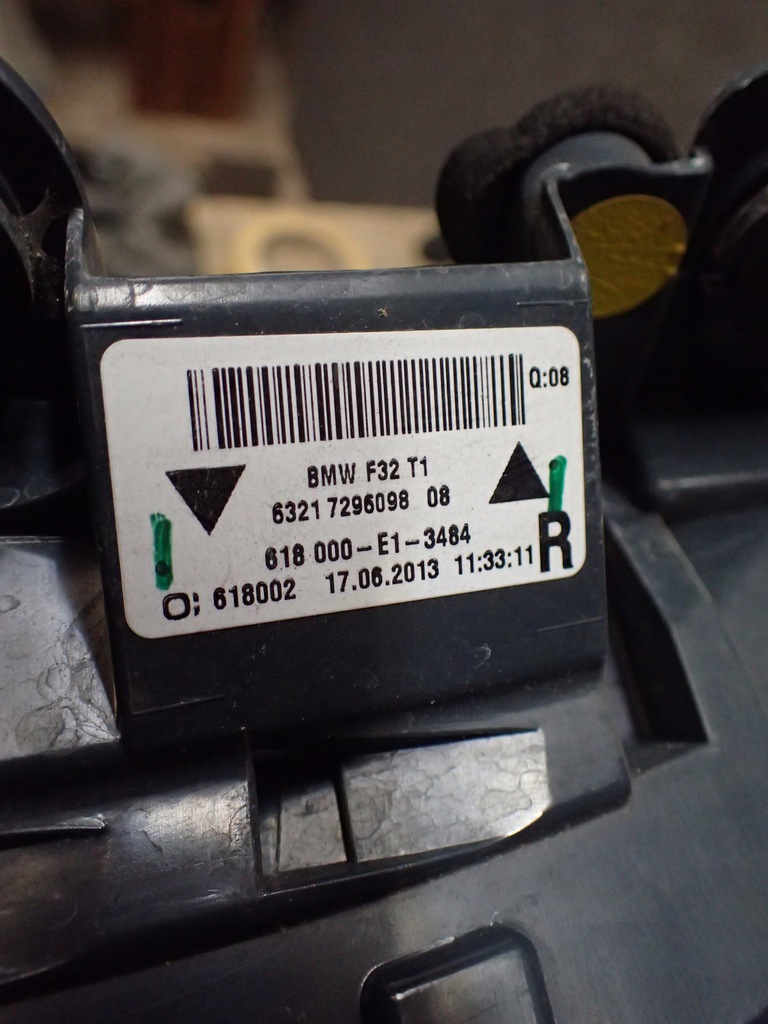 Q:08
BMW F32 T1
6321 7296098 08
618 000-E1-3484
O: 618002 17.06.2013 11:33:11 R